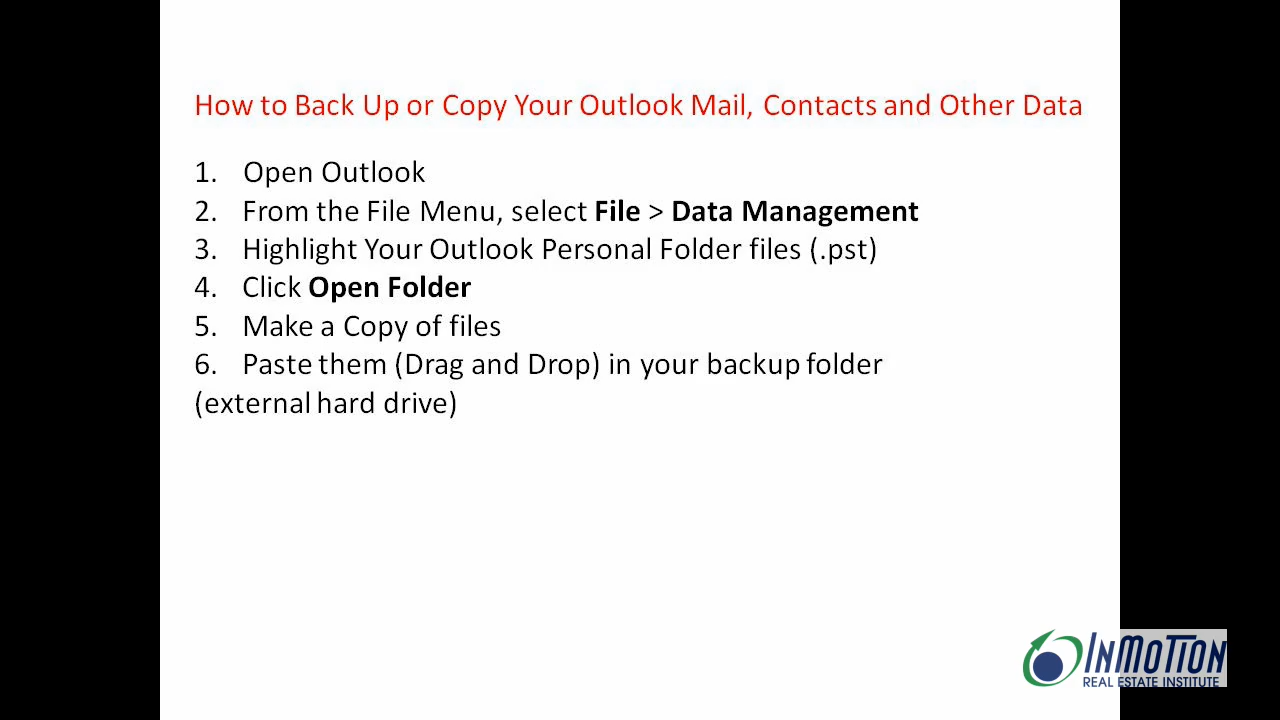 How to Back Up or Copy Your Outlook Mail, Contacts and Other Data
1. Open Outlook
2. From the File Menu, select File > Data Management
3. Highlight Your Outlook Personal Folder files (.pst)
4. Click Open Folder
5. Make a Copy of files
6. Paste them (Drag and Drop) in your backup folder
(external hard drive)
INMOTION
REAL ESTATE INSTITUTE